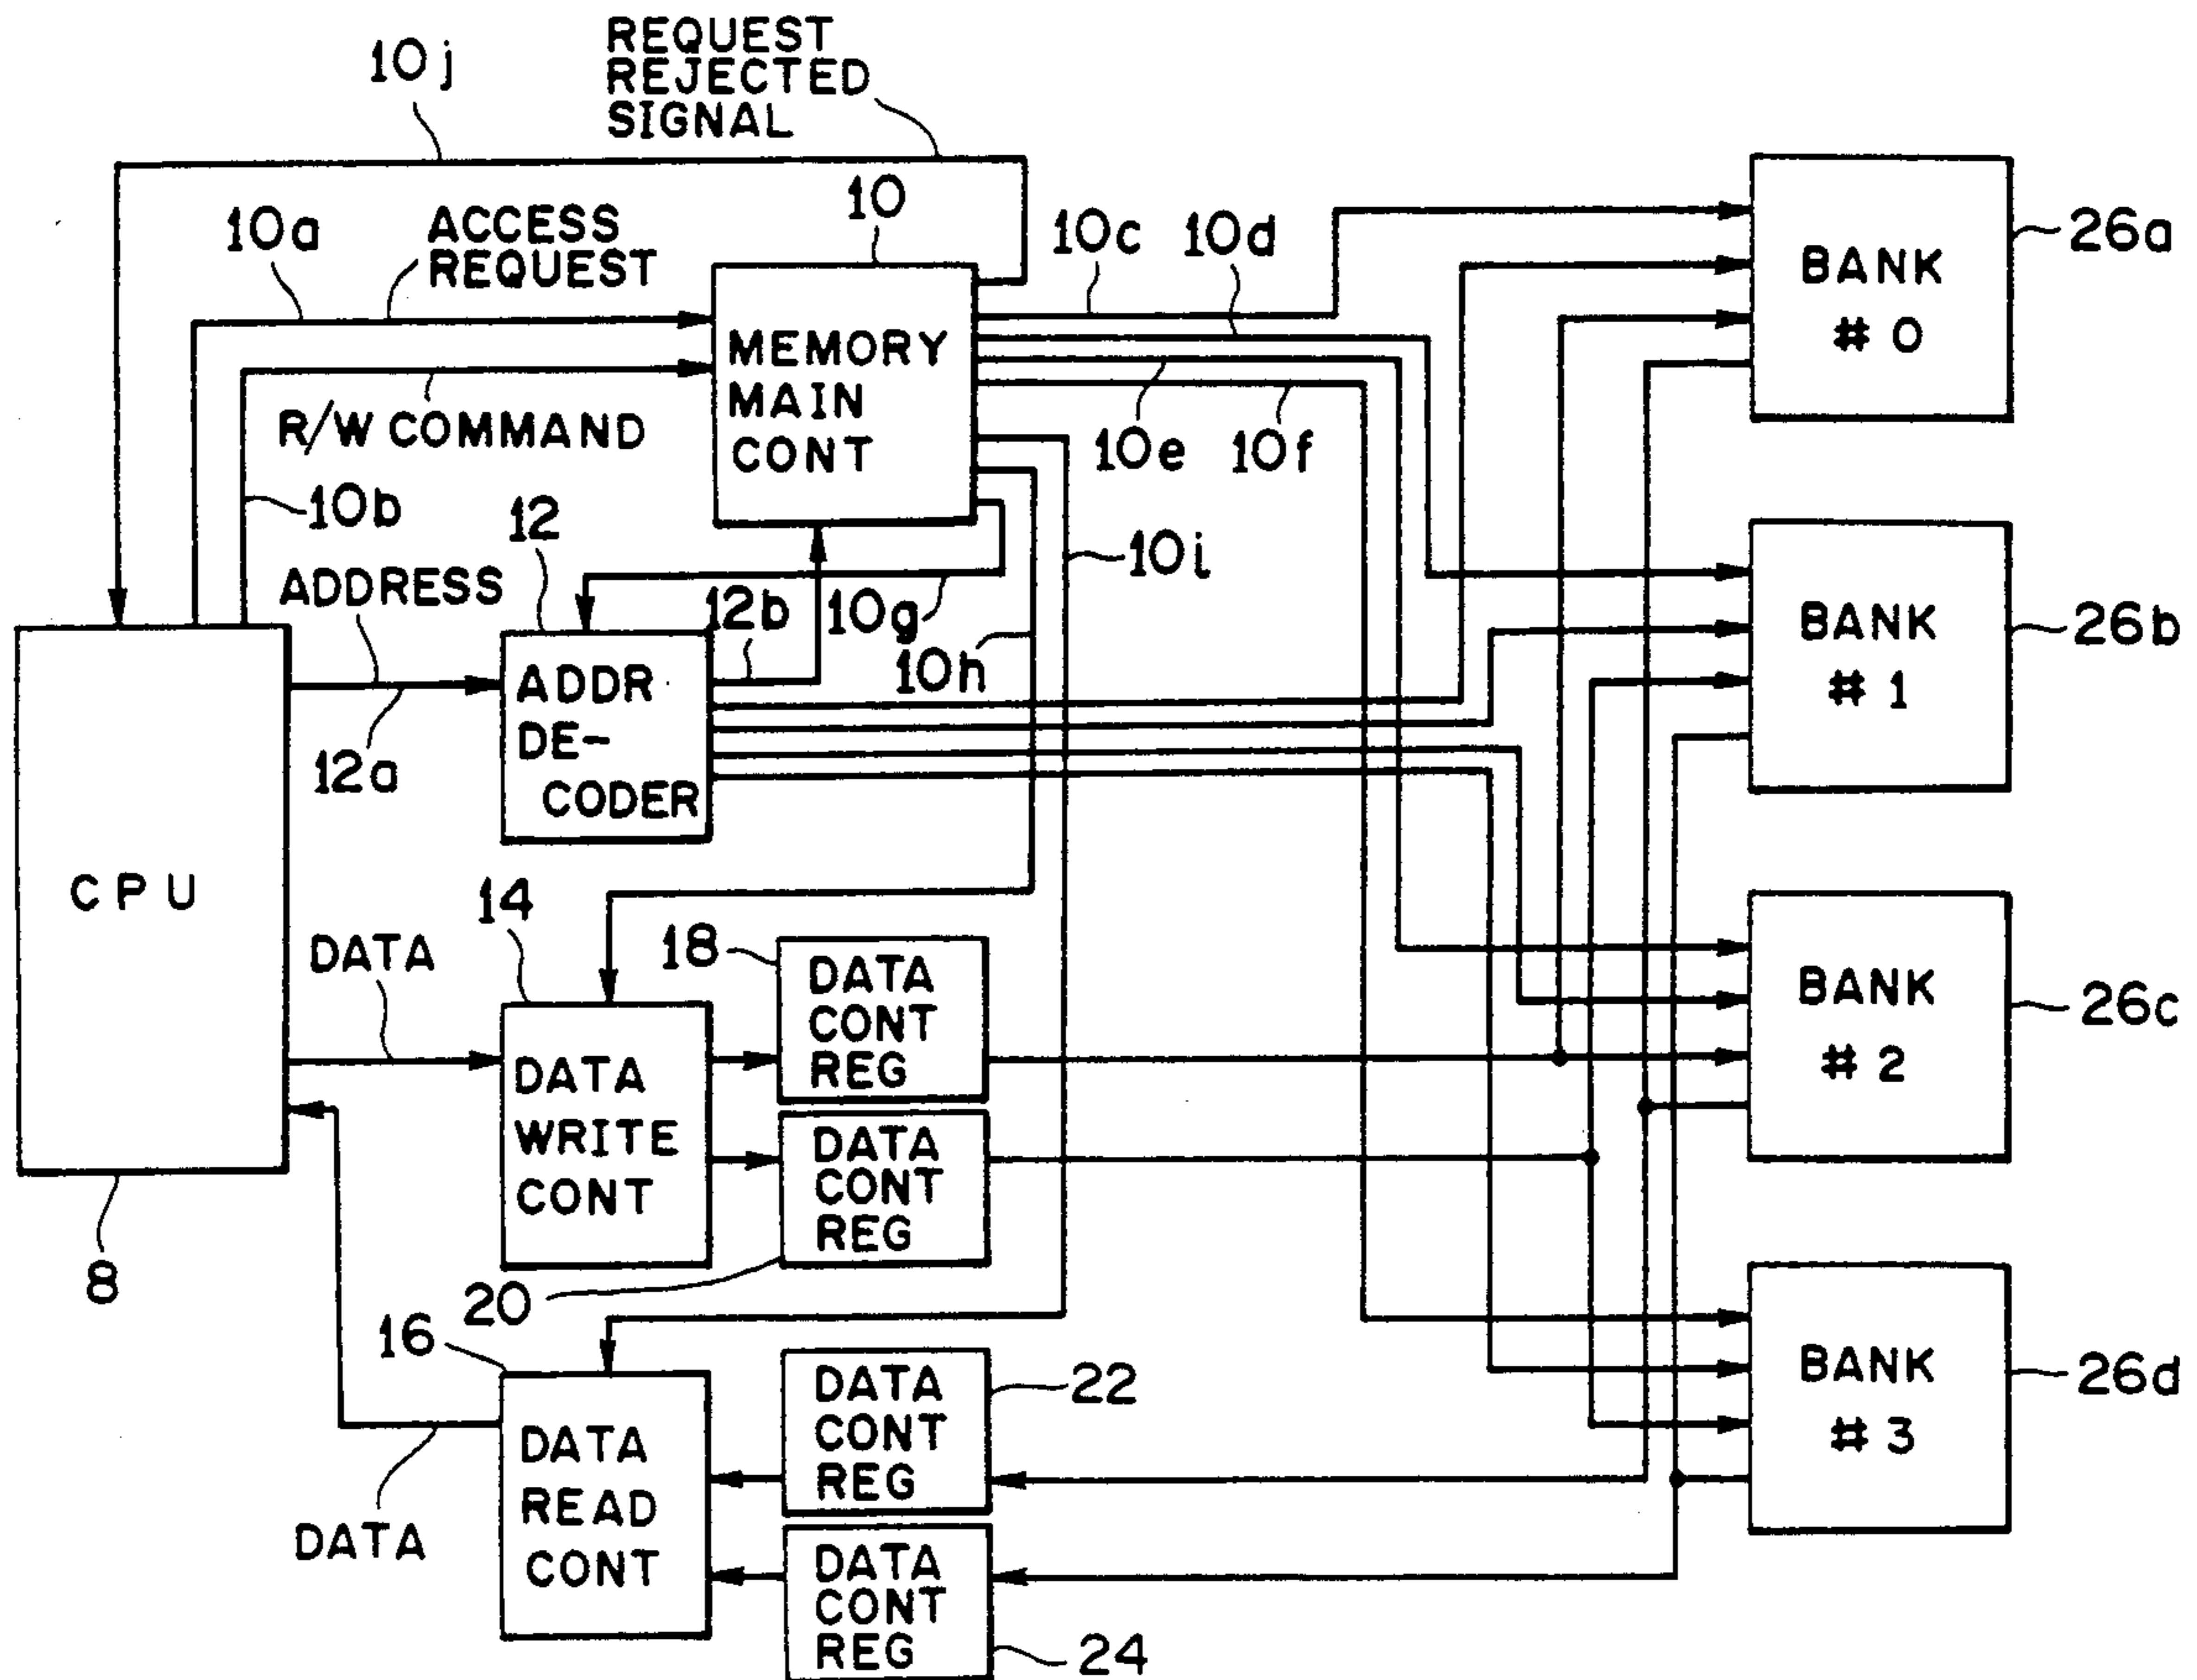 REQUEST
REJECTED
SIGNAL
10j
10
10a
ACCESS
REQUEST
10c
10d
26a
BANK
# 0
MEMORY
MAIN
CONT
R/W COMMAND
10e
10f
10b
12
10i
ADDRESS
12b
10g
10h
BANK
# 1
26b
ADDR
DE-
CODER
12a
CPU
14
DATA
18
DATA
CONT
REG
BANK
# 2
26c
DATA
WRITE
CONT
DATA
CONT
REG
8
20
16
DATA
CONT
REG
22
BANK
# 3
26d
DATA
READ
CONT
DATA
DATA
CONT
REG
24